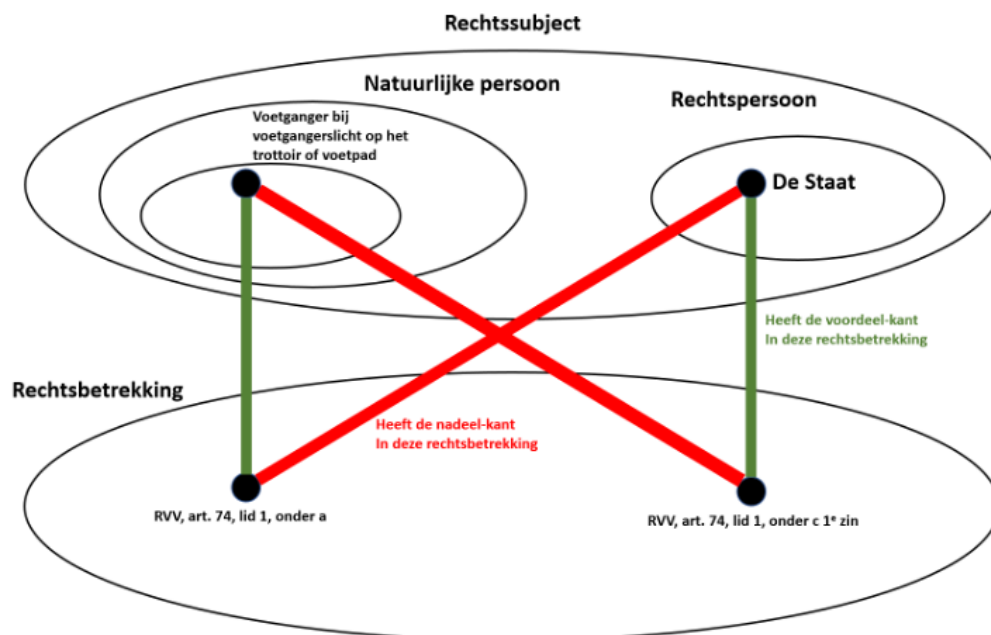 Rechtssubject
Natuurlijke persoon
Rechtspersoon
Voetganger bij
voetgangerslicht op het
trottoir of voetpad
De Staat
Heeft de voordeel-kant
In deze rechtsbetrekking
Rechtsbetrekking
Heeft de nadeel-kant
In deze rechtsbetrekking
RVV, art. 74, lid 1, onder a
RVV, art. 74, lid 1, onder c 1ᵉ zin